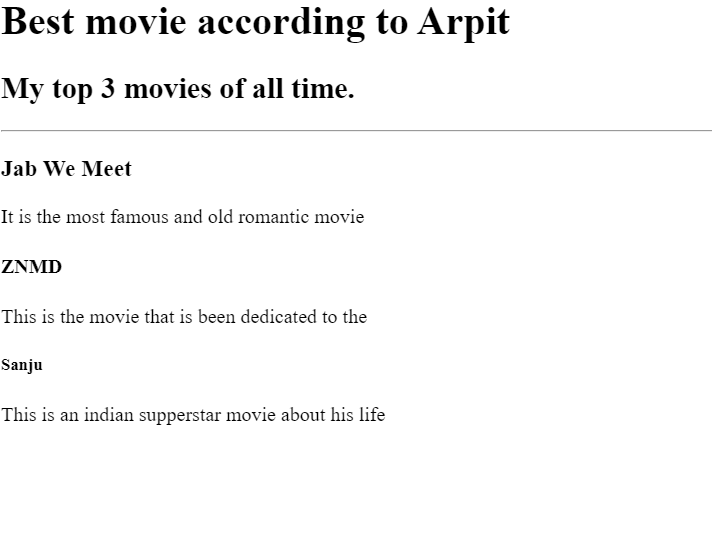 Best movie according to Arpit
My top 3 movies of all time.
Jab We Meet
It is the most famous and old romantic movie
ZNMD
This is the movie that is been dedicated to the
Sanju
This is an indian supperstar movie about his life